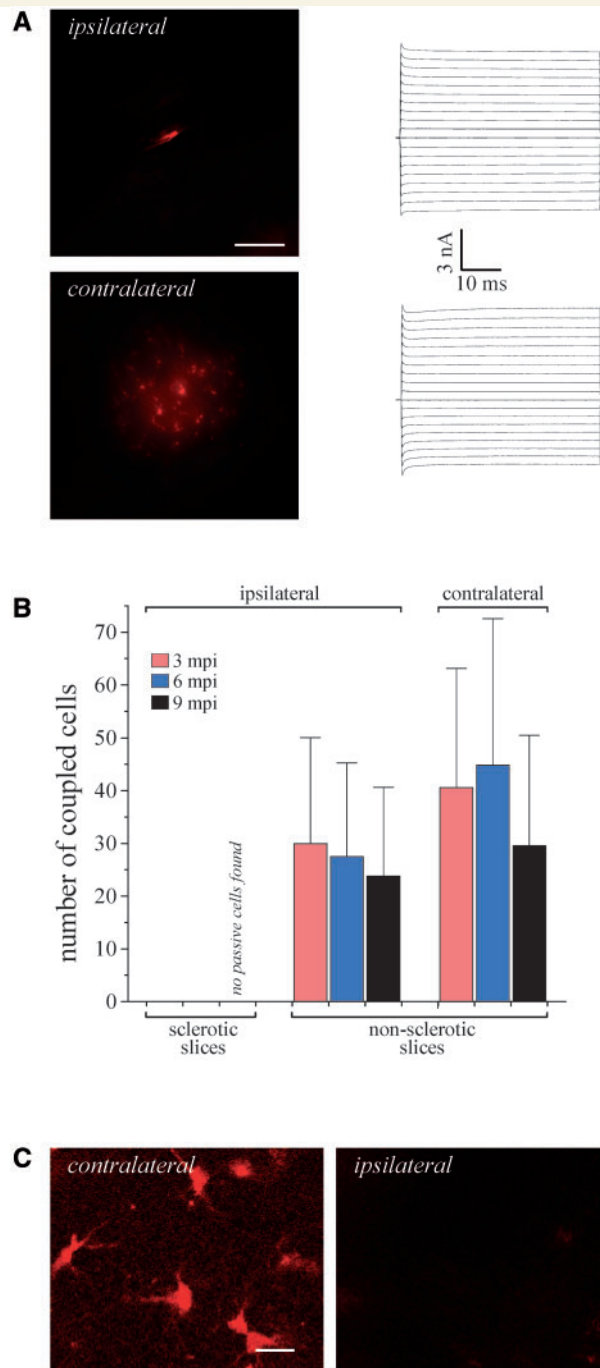 A
ipsilateral
3 nA
10 ms
contralateral
B
ipsilateral
contralateral
3 mpi
6 mpi
9 mpi
number of coupled cells
70
60
50
40
30
20
10
0
no passive cells found
sclerotic
slices
non-sclerotic
slices
C
contralateral
ipsilateral